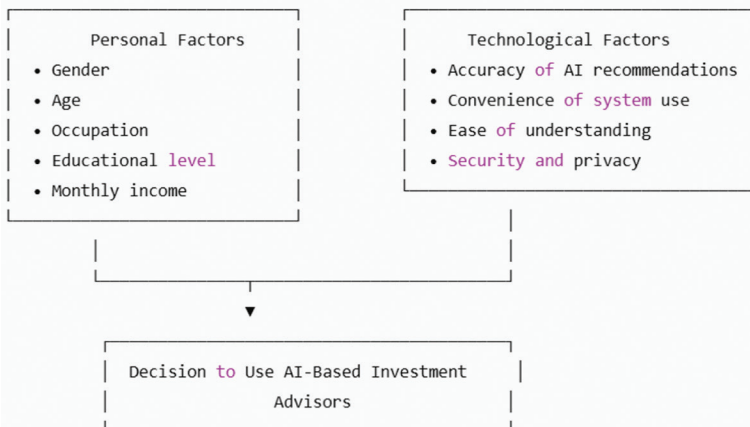 Personal Factors
• Gender
• Age
• Occupation
• Educational level
• Monthly income
Technological Factors
• Accuracy of AI recommendations
• Convenience of system use
• Ease of understanding
• Security and privacy
Decision to Use AI-Based Investment
Advisors